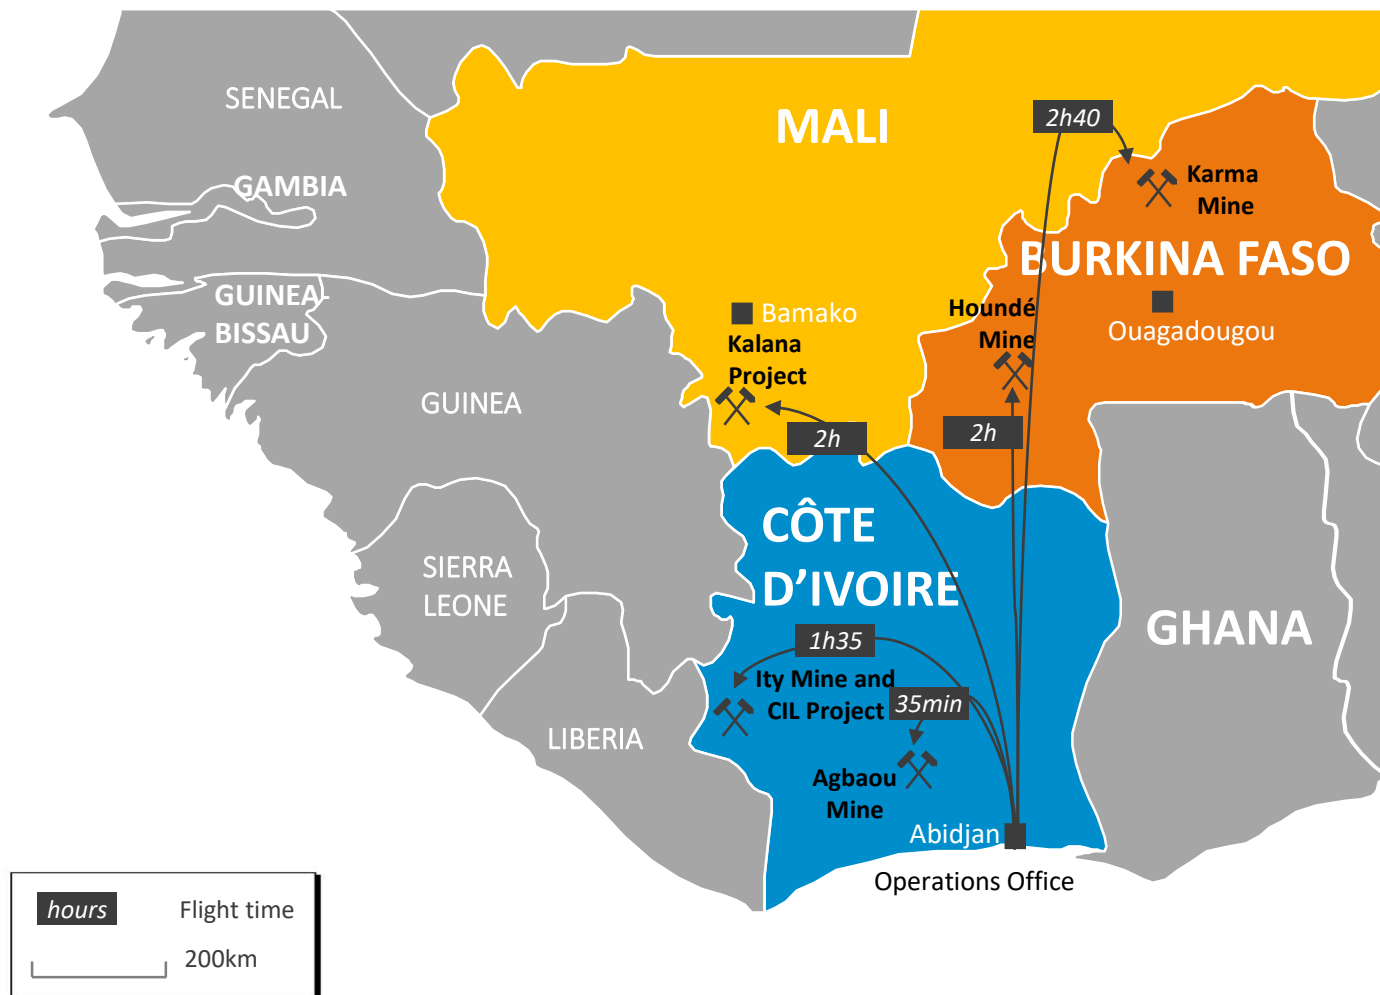 SENEGAL
MALI
2h40
Karma
Mine
GAMBIA
BURKINA FASO
GUINEA-
BISSAU
Bamako
Houndé
Mine
Ouagadougou
Kalana
Project
GUINEA
2h
2h
CÔTE
D’IVOIRE
SIERRA
LEONE
GHANA
1h35
Ity Mine and
CIL Project
35min
LIBERIA
Agbaou
Mine
Abidjan
Operations Office
hours Flight time
200km